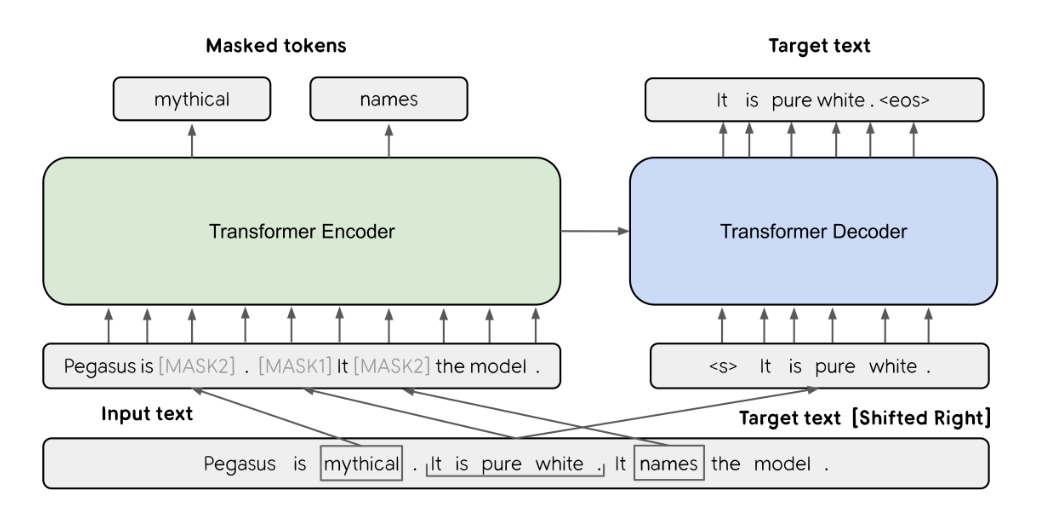 Masked tokens
Target text
mythical
names
It is pure white . <eos>
Transformer Encoder
Transformer Decoder
Pegasus is [MASK2] . [MASK1] It [MASK2] the model .
<s> It is pure white .
Input text
Target text [Shifted Right]
Pegasus is mythical . It is pure white . It names the model .